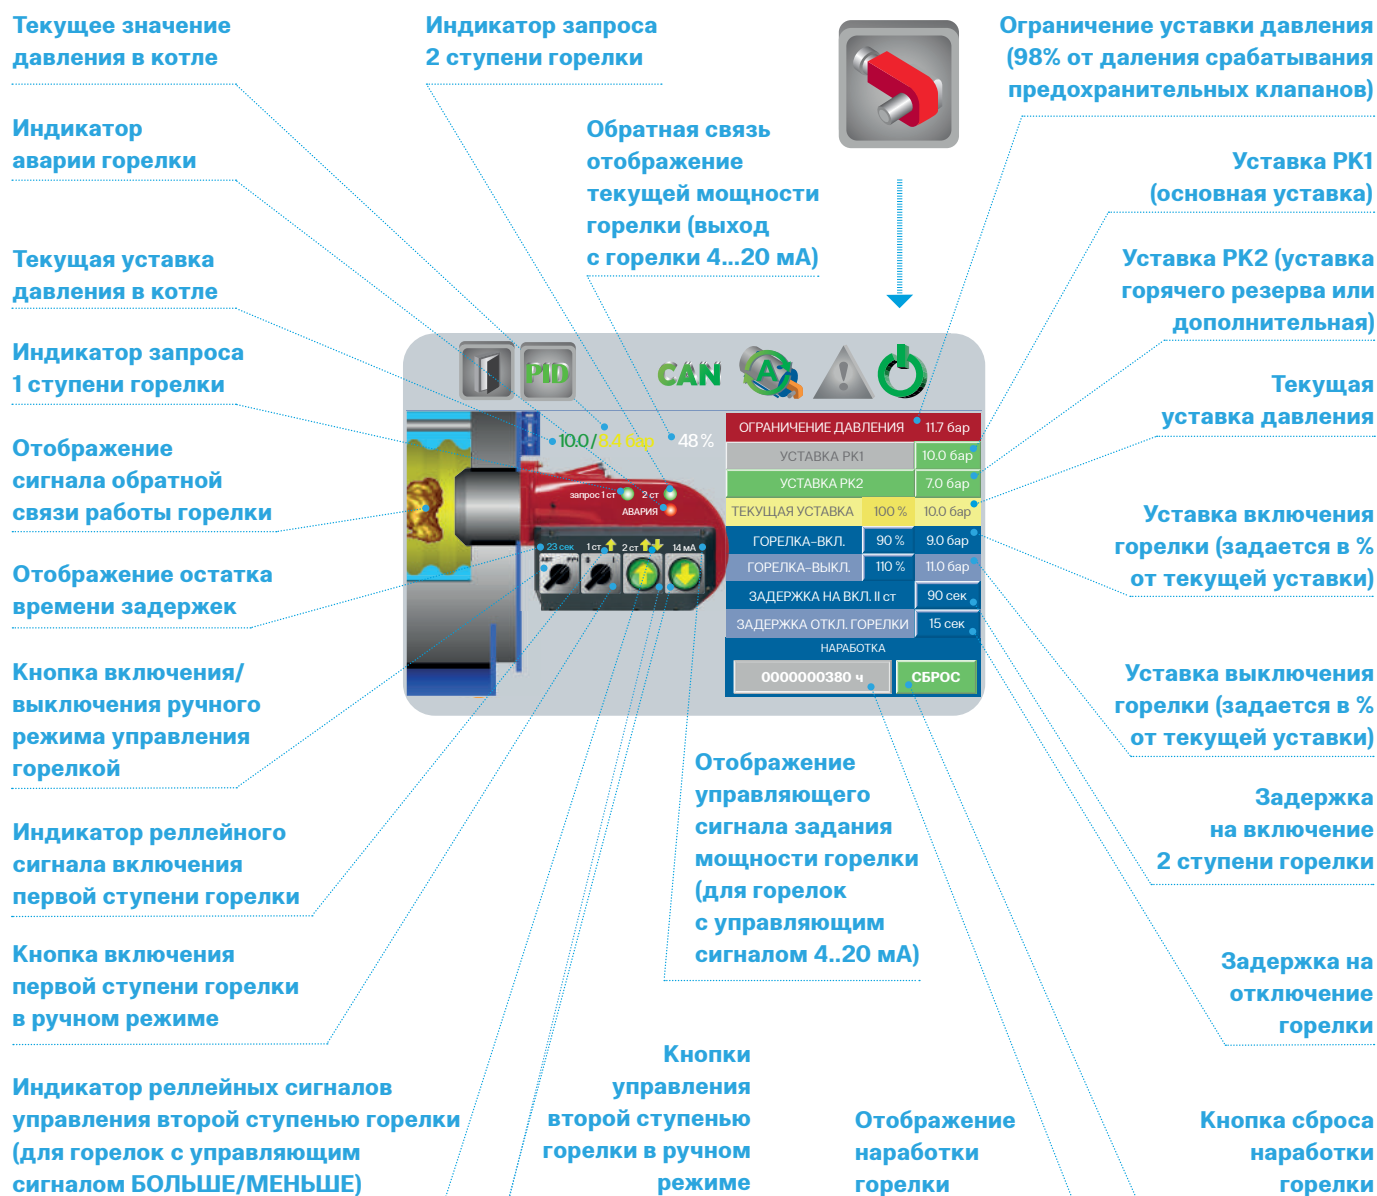 Текущее значение
давления в котле
Индикатор
аварии горелки
Текущая уставка
давления в котле
Индикатор запроса
1 ступени горелки
Отображение
сигнала обратной
связи работы горелки
Отображение остатка
времени задержек
Кнопка включения/
выключения ручного
режима управления
горелкой
Индикатор реллейного
сигнала включения
первой ступени горелки
Кнопка включения
первой ступени горелки
в ручном режиме
Индикатор реллейных сигналов
управления второй ступенью горелки
(для горелок с управляющим
сигналом БОЛЬШЕ/МЕНЬШЕ)
Индикатор запроса
2 ступени горелки
Обратная связь
отображение
текущей мощности
горелки (выход
с горелки 4...20 мА)
PID
CAN
A
10.0/8.4 бар 48%
запрос 1 ст 2 ст
АВАРИЯ
23 сек 1 ст 2 ст 14 мА
ОГРАНИЧЕНИЕ ДАВЛЕНИЯ 11.7 бар
УСТАВКА РК1 10.0 бар
УСТАВКА РК2 7.0 бар
ТЕКУЩАЯ УСТАВКА 100 % 10.0 бар
ГОРЕЛКА-ВКЛ. 90 % 9.0 бар
ГОРЕЛКА-ВЫКЛ. 110 % 11.0 бар
ЗАДЕРЖКА НА ВКЛ. II ст 90 сек
ЗАДЕРЖКА ОТКЛ. ГОРЕЛКИ 15 сек
НАРАБОТКА
0000000380 ч СБРОС
Отображение
управляющего
сигнала задания
мощности горелки
(для горелок
с управляющим
сигналом 4..20 мА)
Кнопки
управления
второй ступенью
горелки в ручном
режиме
Отображение
наработки
горелки
Ограничение уставки давления
(98% от даления срабатывания
предохранительных клапанов)
Уставка РК1
(основная уставка)
Уставка РК2 (уставка
горячего резерва или
дополнительная)
Текущая
уставка давления
Уставка включения
горелки (задается в %
от текущей уставки)
Уставка выключения
горелки (задается в %
от текущей уставки)
Задержка
на включение
2 ступени горелки
Задержка на
отключение
горелки
Кнопка сброса
наработки
горелки